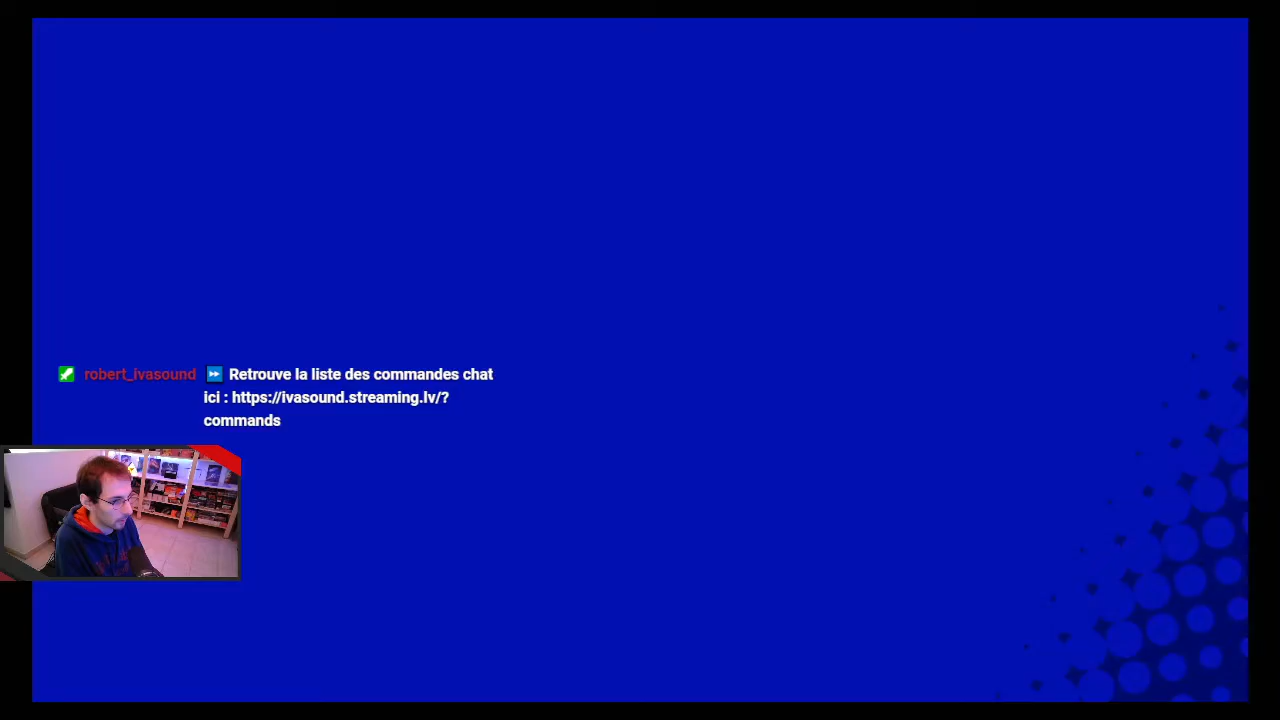 robert_ivasound ⏩ Retrouve la liste des commandes chat
ici : https://ivasound.streaming.lv/?
commands